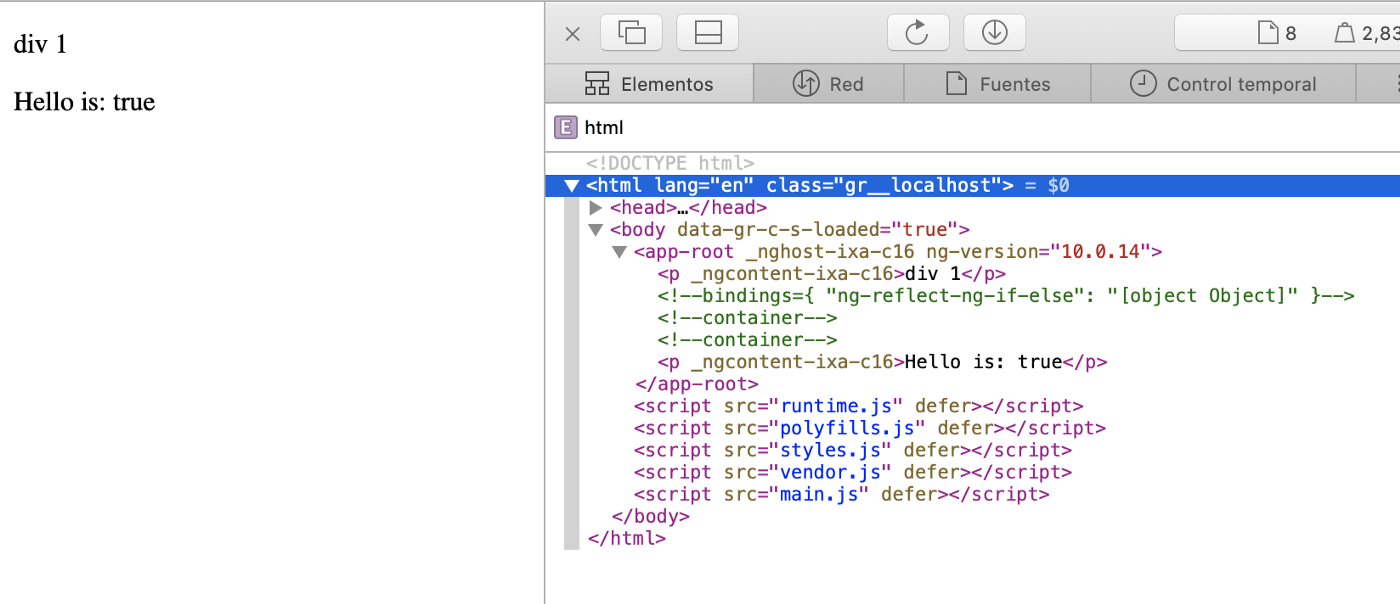 div 1
Hello is: true
8
2,83
Elementos
Red
Fuentes
Control temporal
E html
<!DOCTYPE html>
<html lang="en" class="gr__localhost"> = $0
<head>…</head>
<body data-gr-c-s-loaded="true">
<app-root _nghost-ixa-c16 ng-version="10.0.14">
<p _ngcontent-ixa-c16>div 1</p>
<!--bindings={ "ng-reflect-ng-if-else": "[object Object]" }-->
<!--container-->
<!--container-->
<p _ngcontent-ixa-c16>Hello is: true</p>
</app-root>
<script src="runtime.js" defer></script>
<script src="polyfills.js" defer></script>
<script src="styles.js" defer></script>
<script src="vendor.js" defer></script>
<script src="main.js" defer></script>
</body>
</html>